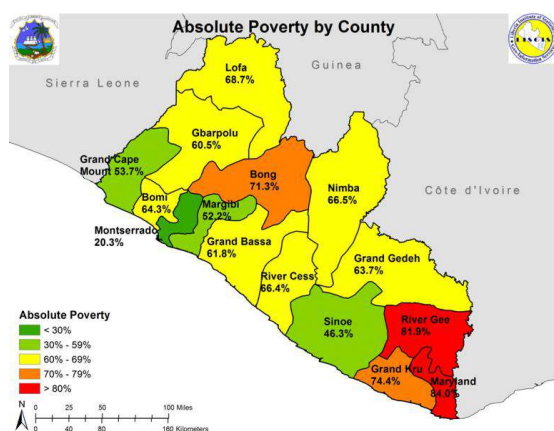 Absolute Poverty by County
Sierra Leone
Guinea
Lofa
68.7%
Gbarpolu
60.5%
Grand Cape
Mount 53.7%
Bong
71.3%
Nimba
66.5%
Côte d'Ivoire
Bomi
64.3%
Margibi
52.2%
Montserrado
20.3%
Grand Bassa
61.8%
Grand Gedeh
63.7%
River Cess
66.4%
Sinoe
46.3%
River Gee
81.9%
Grand Kru
74.4%
Maryland
84.0%
Absolute Poverty
< 30%
30% - 59%
60% - 69%
70% - 79%
> 80%
N
0 25 50 100 Miles
0 40 80 160 Kilometers
LISGIS